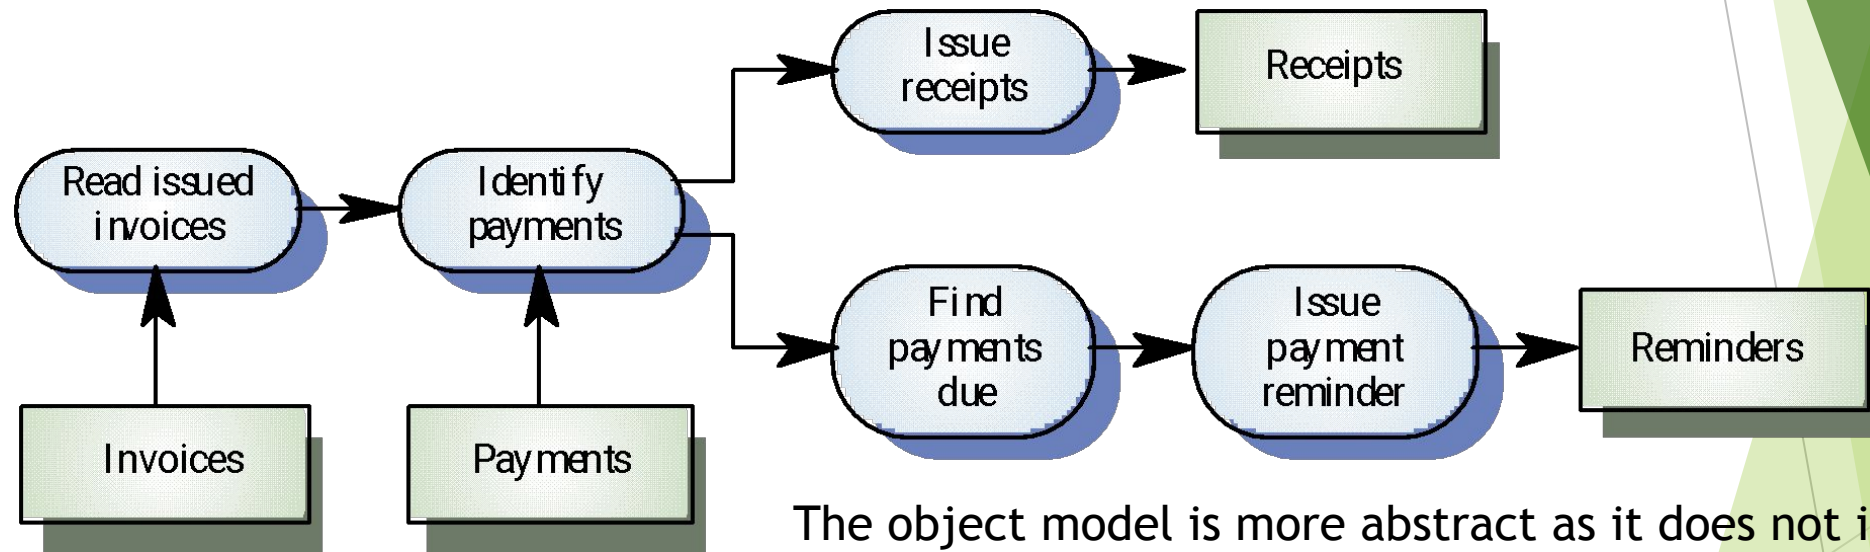 Issue
receipts
Receipts
Read issued
invoices
Identify
payments
Find
payments
due
Issue
payment
reminder
Reminders
Invoices
Payments
The object model is more abstract as it does not